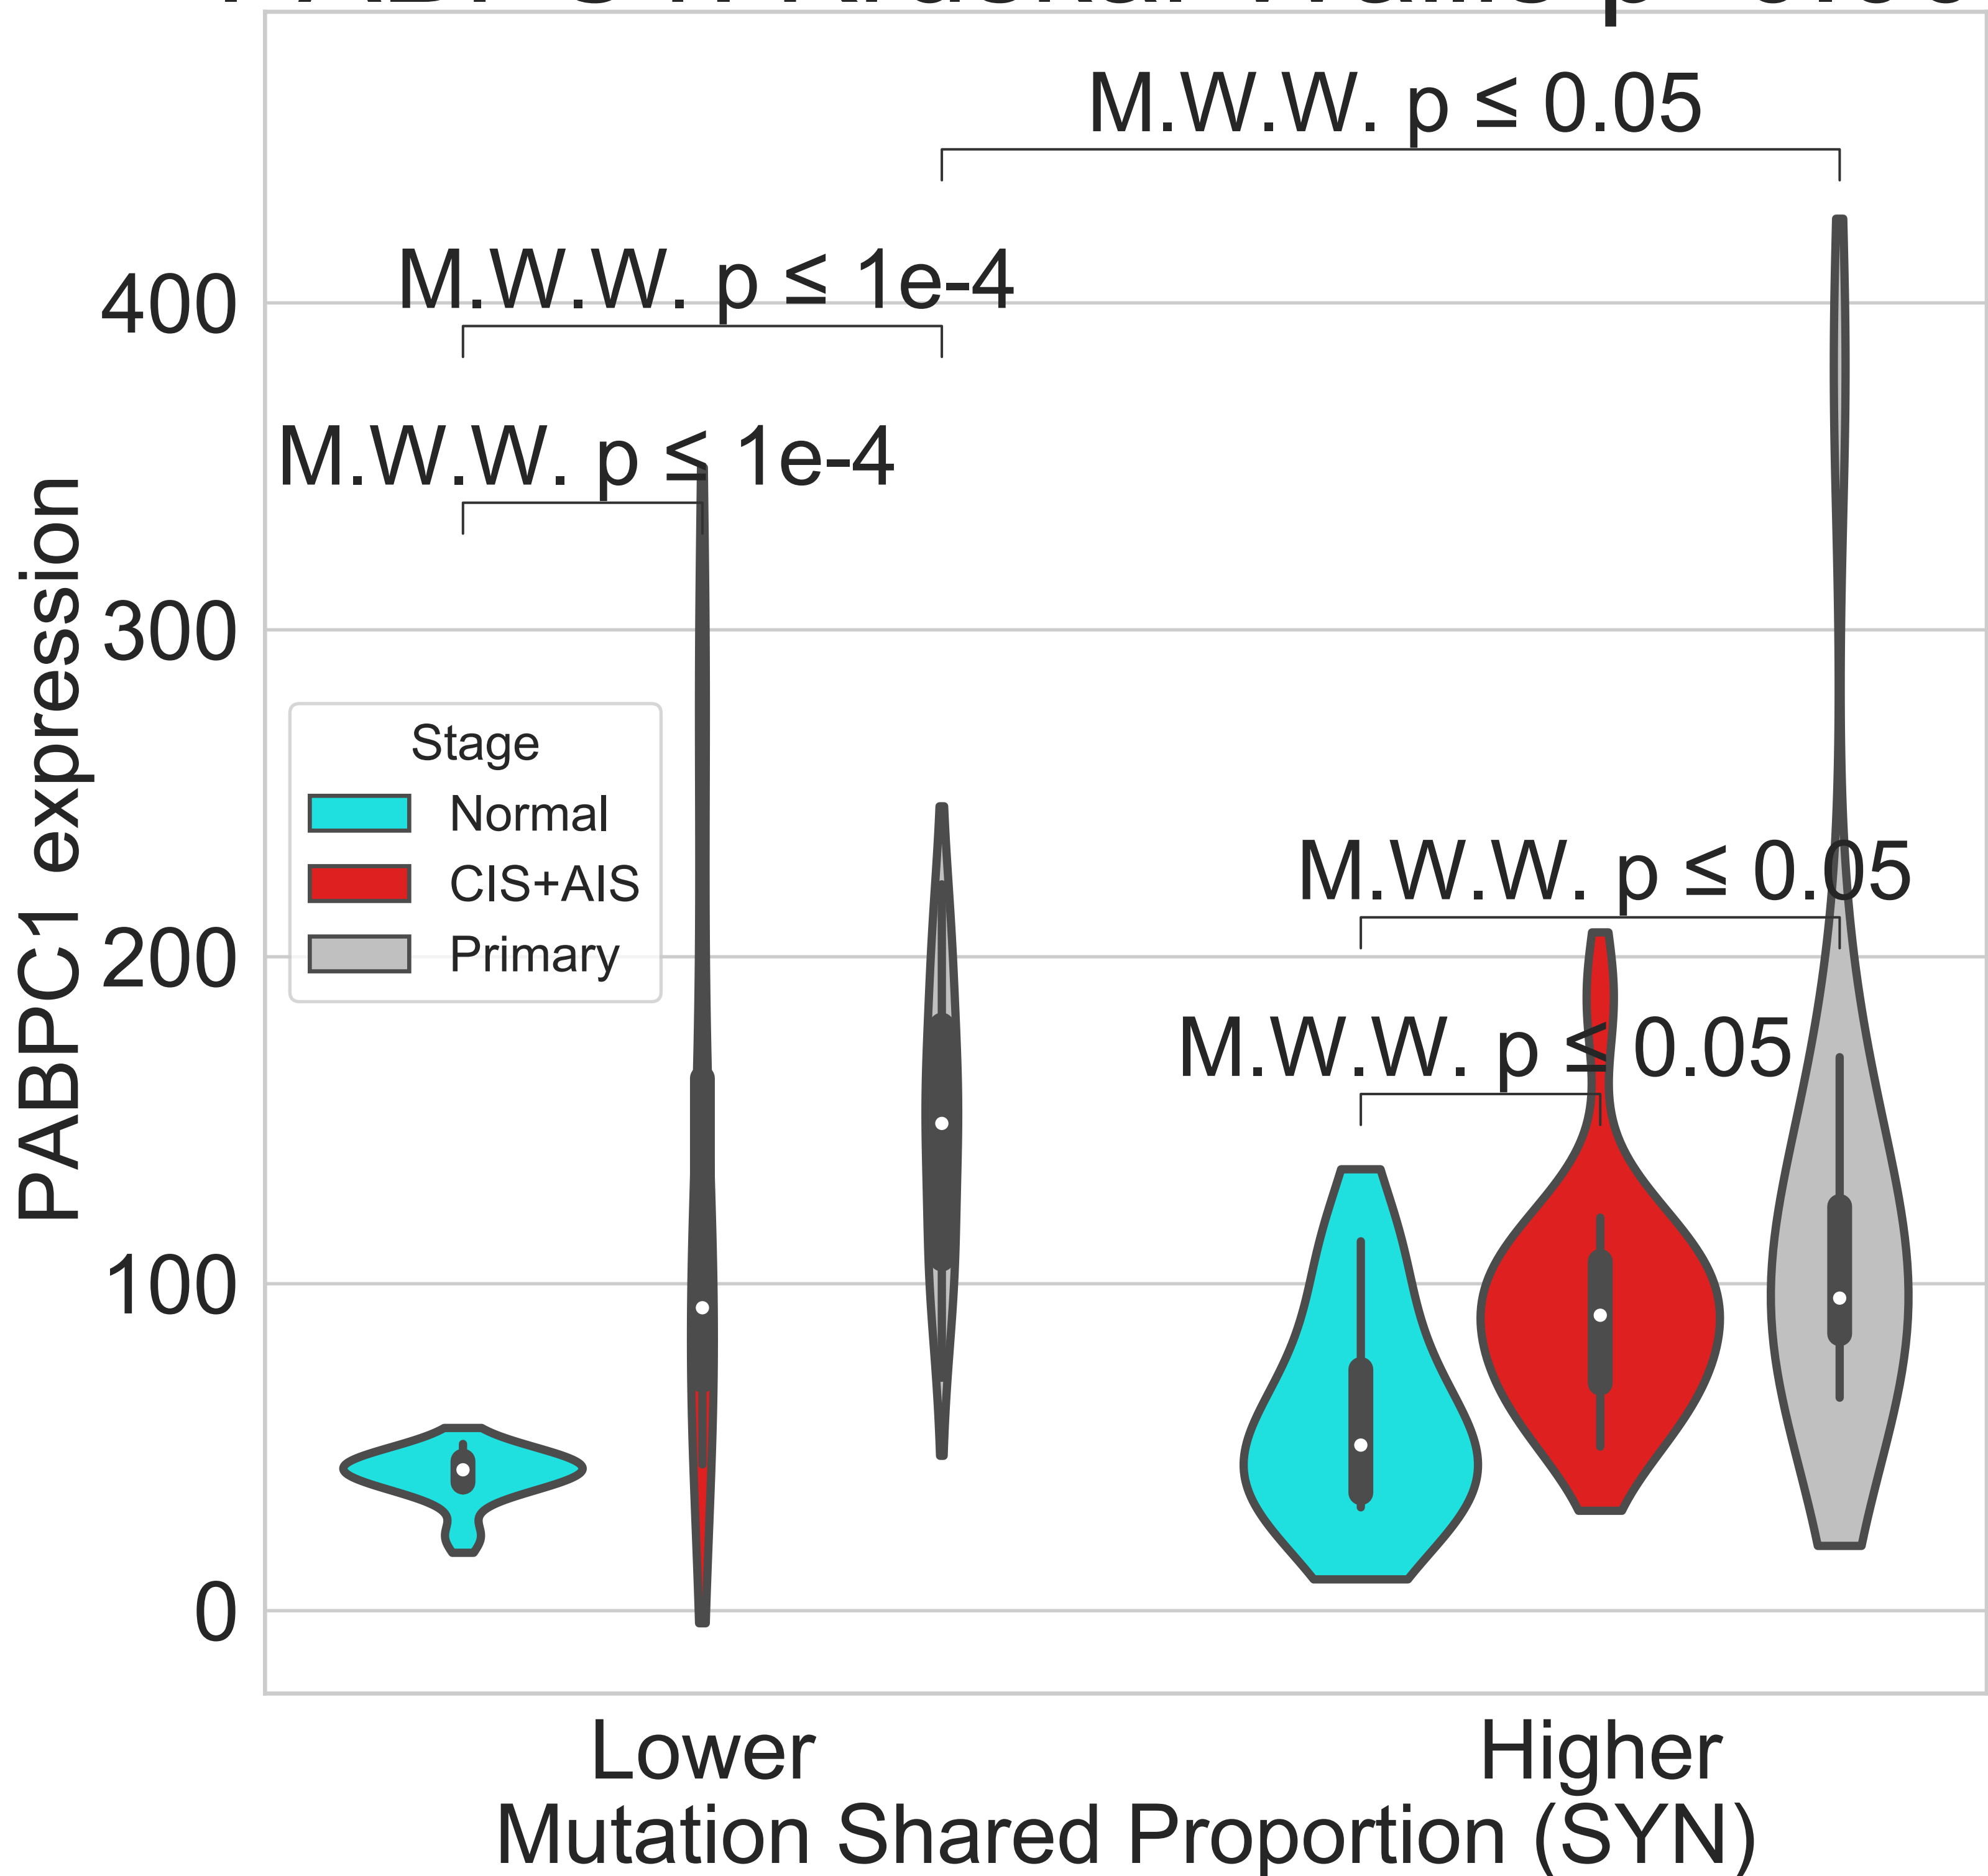 M.W.W. p ≤ 0.05
M.W.W. p ≤ 1e-4
M.W.W. p ≤ 1e-4
M.W.W. p ≤ 0.05
M.W.W. p ≤ 0.05
PABPC1 expression
400
300
200
100
0
Stage
Normal
CIS+AIS
Primary
Lower
Higher
Mutation Shared Proportion (SYN)